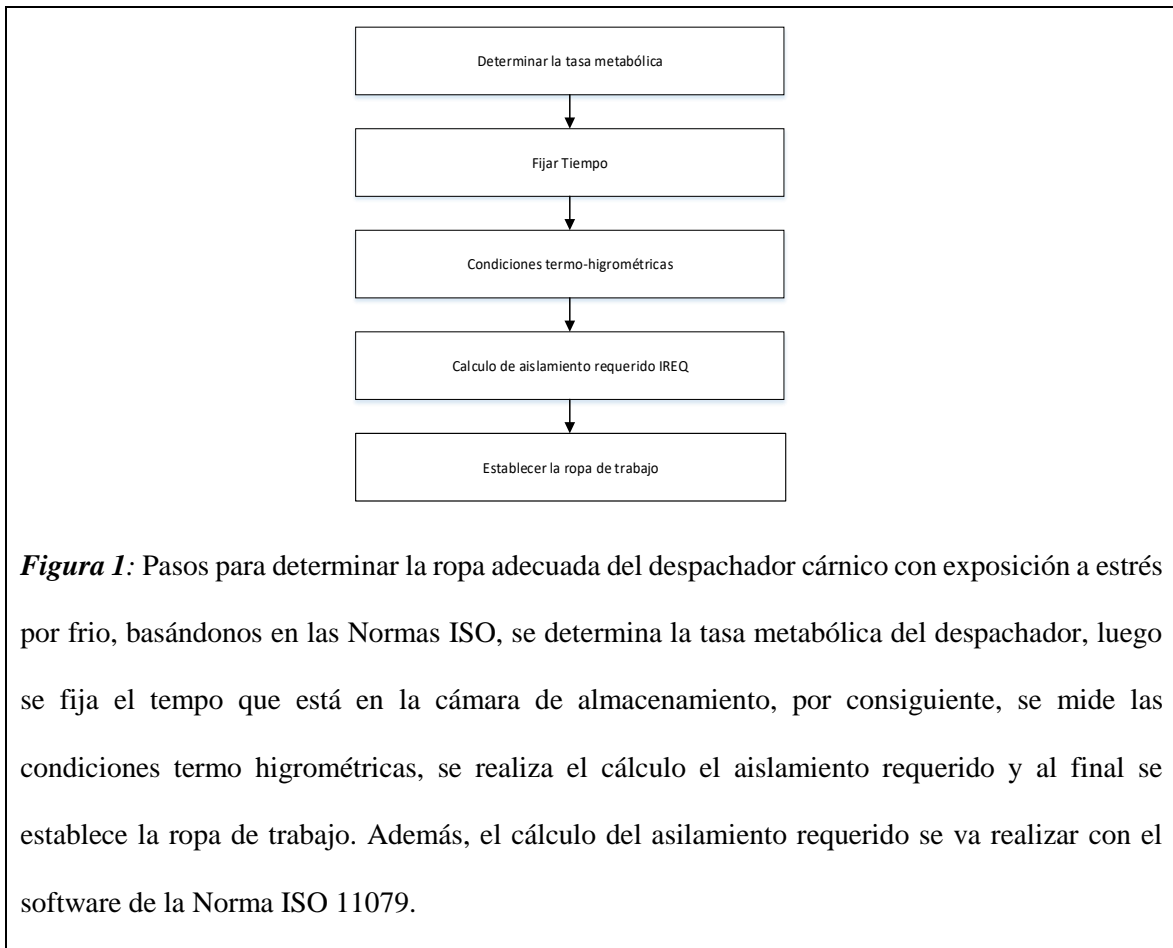 Determinar la tasa metabólica
Fijar Tiempo
Condiciones termo-higrométricas
Calculo de aislamiento requerido IREQ
Establecer la ropa de trabajo
Figura 1: Pasos para determinar la ropa adecuada del despachador cárnico con exposición a estrés
por frio, basándonos en las Normas ISO, se determina la tasa metabólica del despachador, luego
se fija el tempo que está en la cámara de almacenamiento, por consiguiente, se mide las
condiciones termo higrométricas, se realiza el cálculo el aislamiento requerido y al final se
establece la ropa de trabajo. Además, el cálculo del asilamiento requerido se va realizar con el
software de la Norma ISO 11079.